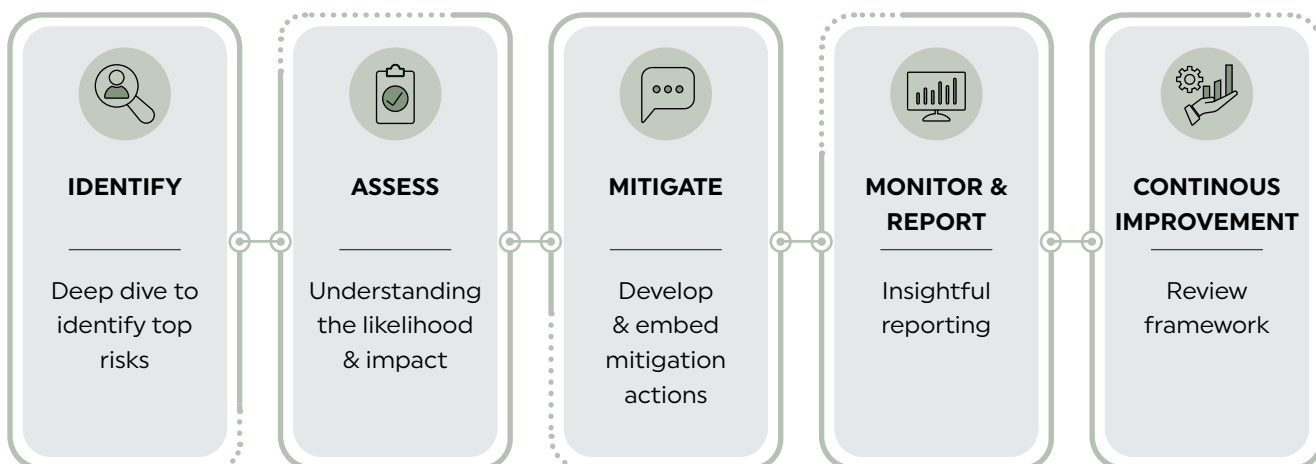 IDENTIFY
Deep dive to
identify top
risks
ASSESS
Understanding
the likelihood
& impact
MITIGATE
Develop
& embed
mitigation
actions
MONITOR &
REPORT
Insightful
reporting
CONTINOUS
IMPROVEMENT
Review
framework